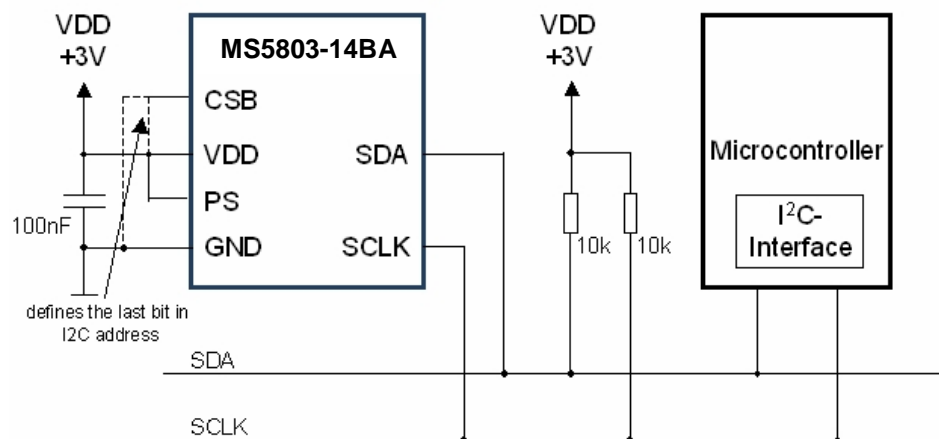 VDD
+3V
MS5803-14BA
CSB
VDD
PS
GND
SDA
SCLK
100nF
defines the last bit in
I2C address
VDD
+3V
10k
10k
Microcontroller
I²C-
Interface
SDA
SCLK